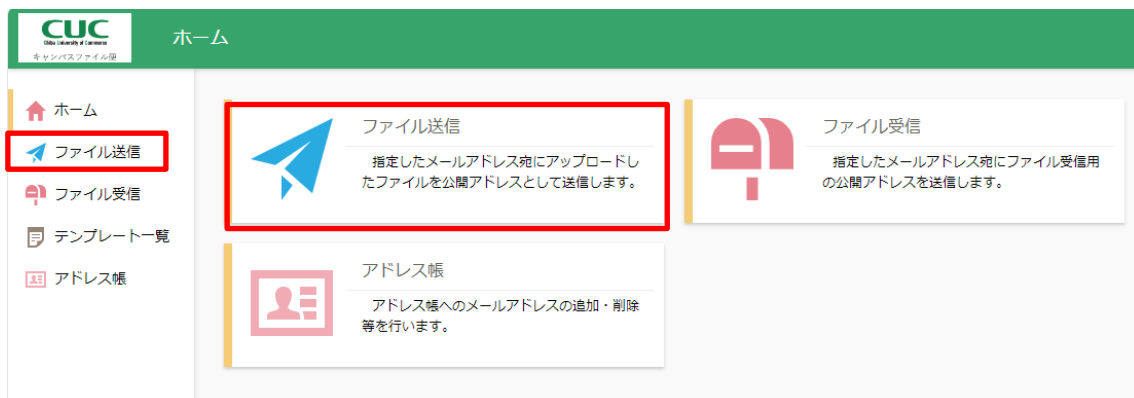 CUC
Chiba University of Commerce
キャンパスファイル便
ホーム
ホーム
ファイル送信
ファイル受信
テンプレート一覧
アドレス帳
ファイル送信
指定したメールアドレス宛にアップロードし
たファイルを公開アドレスとして送信します。
ファイル受信
指定したメールアドレス宛にファイル受信用
の公開アドレスを送信します。
アドレス帳
アドレス帳へのメールアドレスの追加・削除
等を行います。